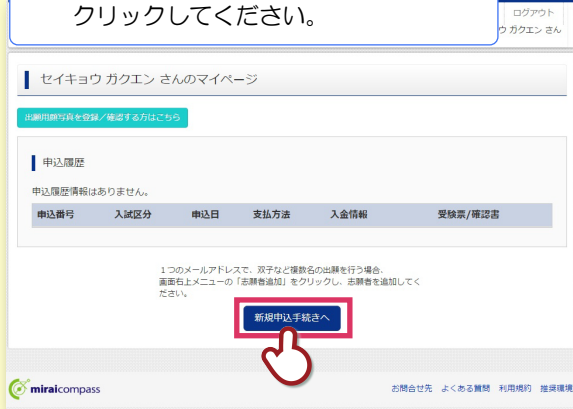 クリックしてください。
ログアウト
ウ ガクエン さん
セイキョウ ガクエン さんのマイページ
出願用顔写真を登録／確認する方はこちら
申込履歴
申込履歴情報はありません。
申込番号 入試区分 申込日 支払方法 入金情報 受験票/確認書
1つのメールアドレスで、双子など複数名の出願を行う場合、
画面右上メニューの「志願者追加」をクリックし、志願者を追加してく
ださい。
新規申込手続きへ
miraicompass
お問合せ先 よくある質問 利用規約 推奨環境